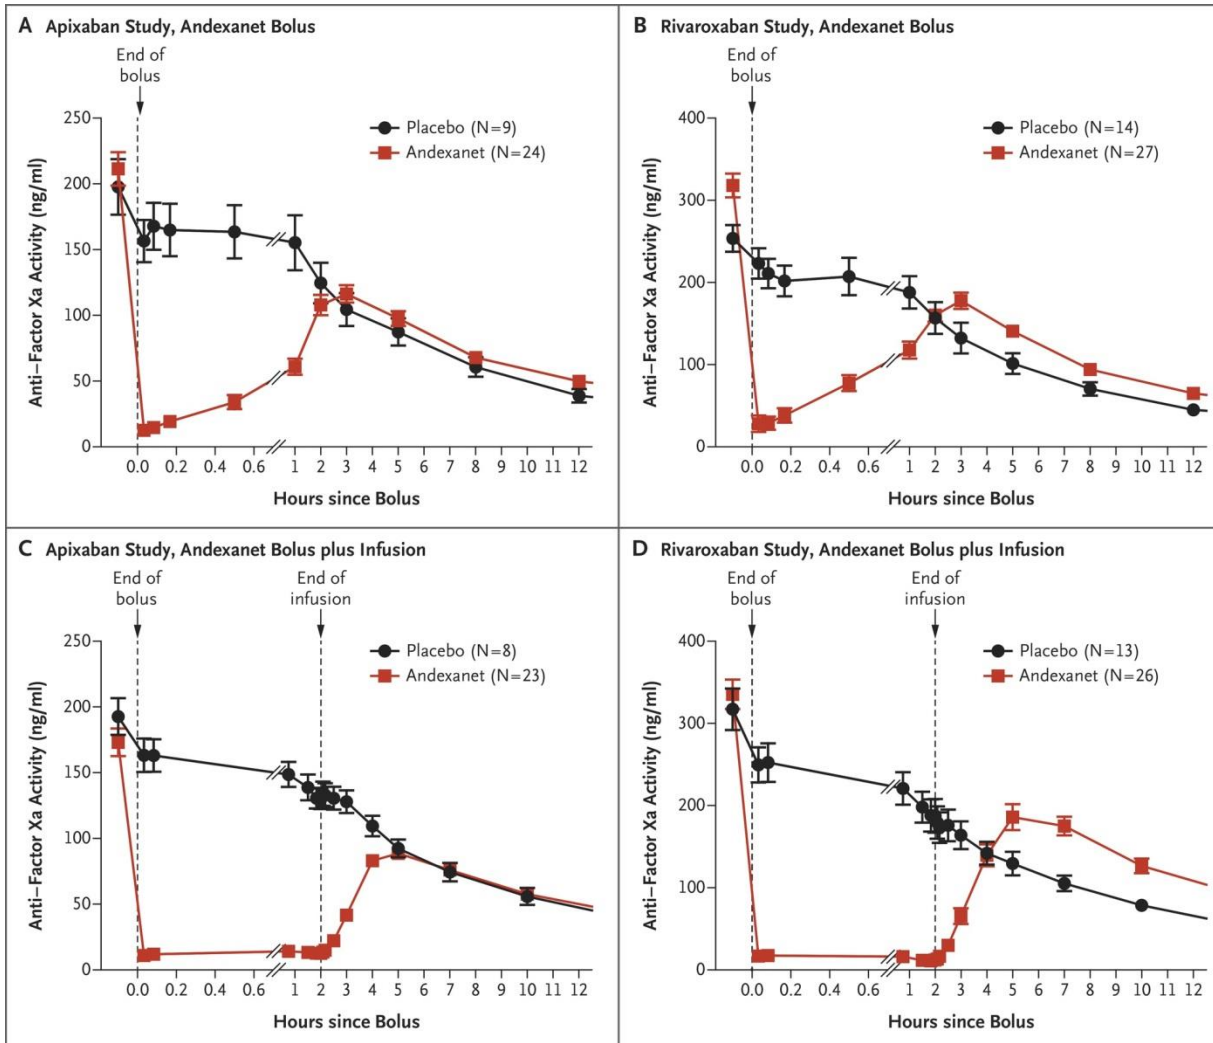 A Apixaban Study, Andexanet Bolus
End of
bolus
Placebo (N=9)
Andexanet (N=24)
Anti–Factor Xa Activity (ng/ml)
250
200
150
100
50
0
0.0 0.2 0.4 0.6 1 2 3 4 5 6 7 8 9 10 11 12
Hours since Bolus
B Rivaroxaban Study, Andexanet Bolus
End of
bolus
Placebo (N=14)
Andexanet (N=27)
Anti–Factor Xa Activity (ng/ml)
400
300
200
100
0
0.0 0.2 0.4 0.6 1 2 3 4 5 6 7 8 9 10 11 12
Hours since Bolus
C Apixaban Study, Andexanet Bolus plus Infusion
End of
bolus
End of
infusion
Placebo (N=8)
Andexanet (N=23)
Anti–Factor Xa Activity (ng/ml)
250
200
150
100
50
0
0.0 0.2 0.4 0.6 1 2 3 4 5 6 7 8 9 10 11 12
Hours since Bolus
D Rivaroxaban Study, Andexanet Bolus plus Infusion
End of
bolus
End of
infusion
Placebo (N=13)
Andexanet (N=26)
Anti–Factor Xa Activity (ng/ml)
400
300
200
100
0
0.0 0.2 0.4 0.6 1 2 3 4 5 6 7 8 9 10 11 12
Hours since Bolus